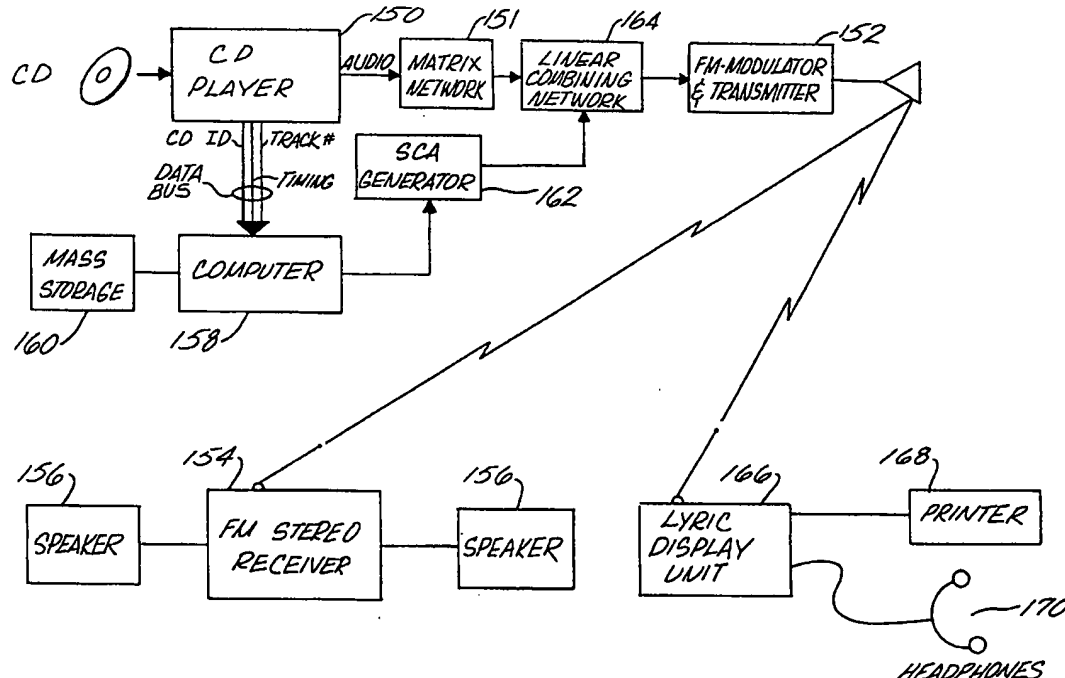 150
151
164
152
CD
CD
PLAYER
AUDIO
MATRIX
NETWORK
LINEAR
COMBINING
NETWORK
FM-MODULATOR
& TRANSMITTER
CD ID
TRACK #
DATA
BUS
TIMING
SCA
GENERATOR
162
MASS
STORAGE
COMPUTER
160
158
156
154
156
166
168
SPEAKER
FM STEREO
RECEIVER
SPEAKER
LYRIC
DISPLAY
UNIT
PRINTER
170
HEADPHONES